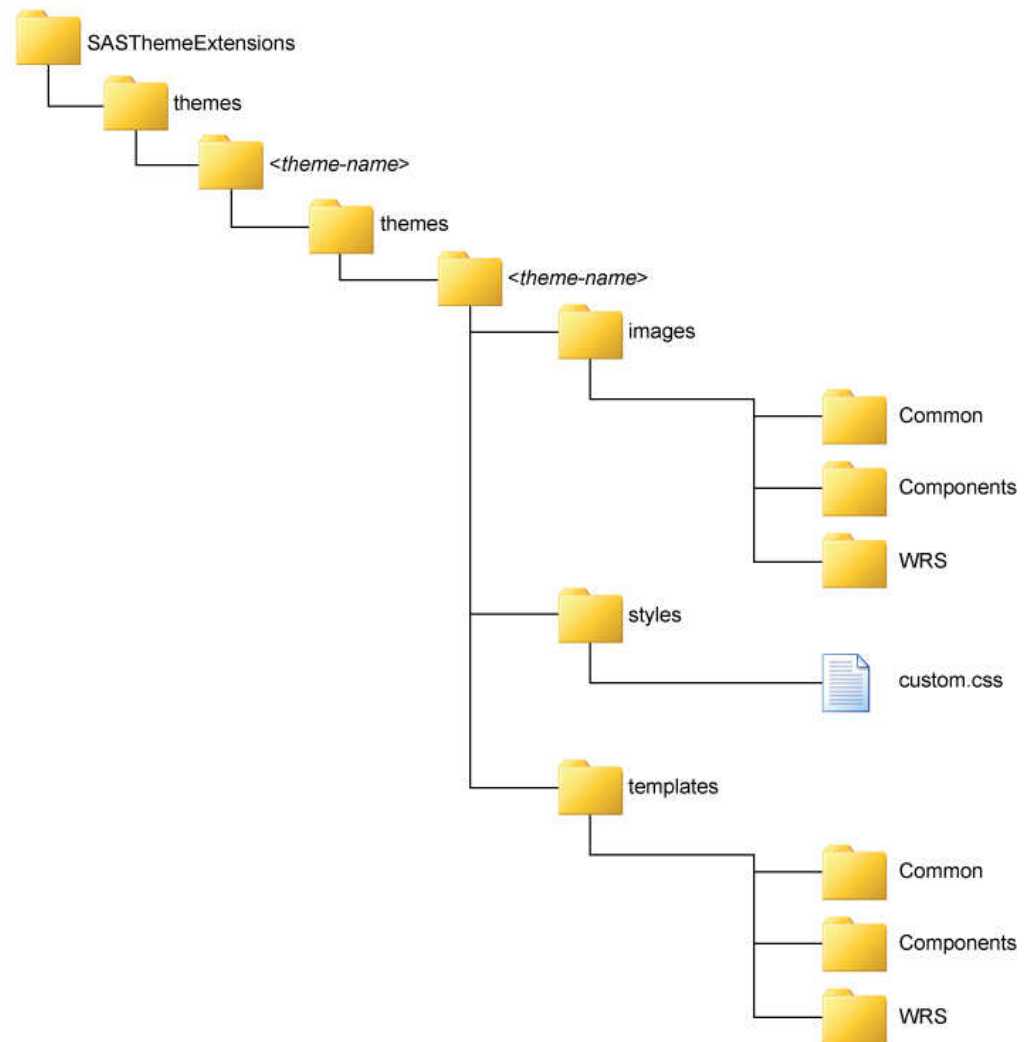 SASThemeExtensions
themes
<theme-name>
themes
<theme-name>
images
Common
Components
WRS
styles
custom.css
templates
Common
Components
WRS